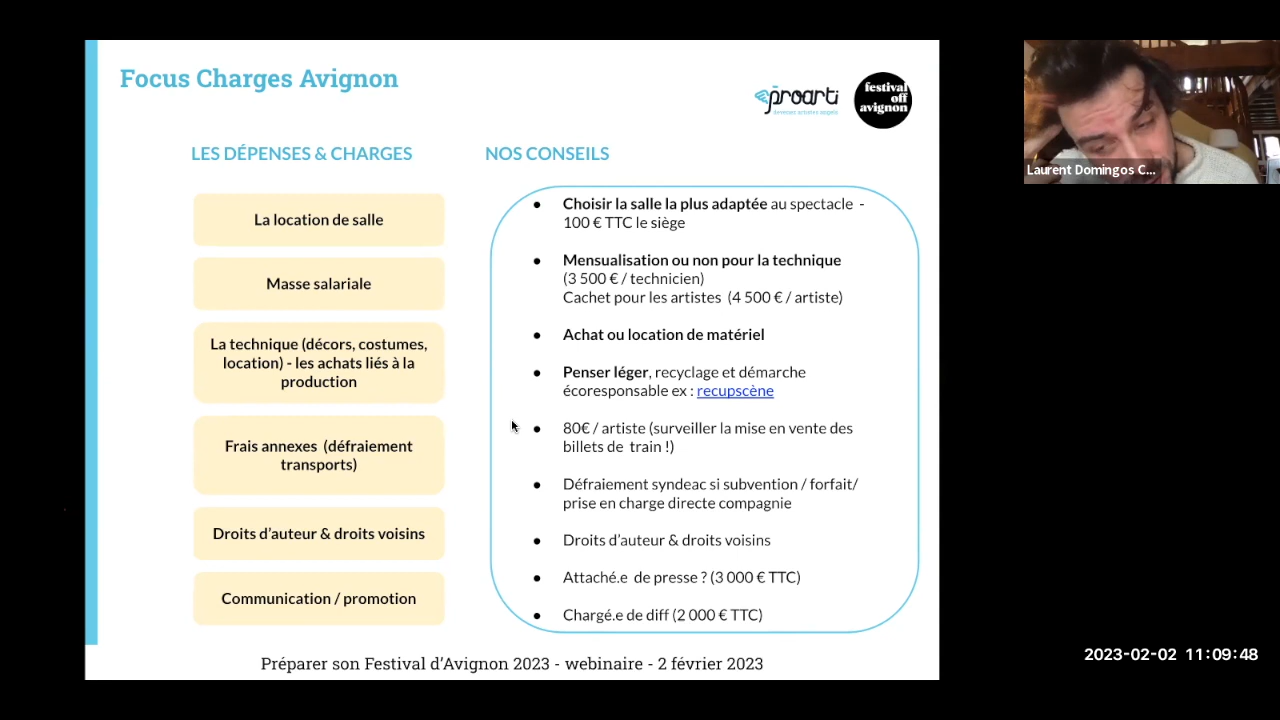 Focus Charges Avignon
proarti
festival
off
avignon
LES DÉPENSES & CHARGES
NOS CONSEILS
La location de salle
Masse salariale
La technique (décors, costumes,
location) - les achats liés à la
production
Frais annexes (défraiement
transports)
Droits d'auteur & droits voisins
Communication / promotion
● Choisir la salle la plus adaptée au spectacle -
100 € TTC le siège
● Mensualisation ou non pour la technique
(3 500 € / technicien)
Cachet pour les artistes (4 500 € / artiste)
● Achat ou location de matériel
● Penser léger, recyclage et démarche
écoresponsable ex : recupscène
● 80€ / artiste (surveiller la mise en vente des
billets de train !)
● Défraiement syndeac si subvention / forfait/
prise en charge directe compagnie
● Droits d'auteur & droits voisins
● Attaché.e de presse ? (3 000 € TTC)
● Chargé.e de diff (2 000 € TTC)
Préparer son Festival d'Avignon 2023 - webinaire - 2 février 2023
Laurent Domingos C...
2023-02-02 11:09:48